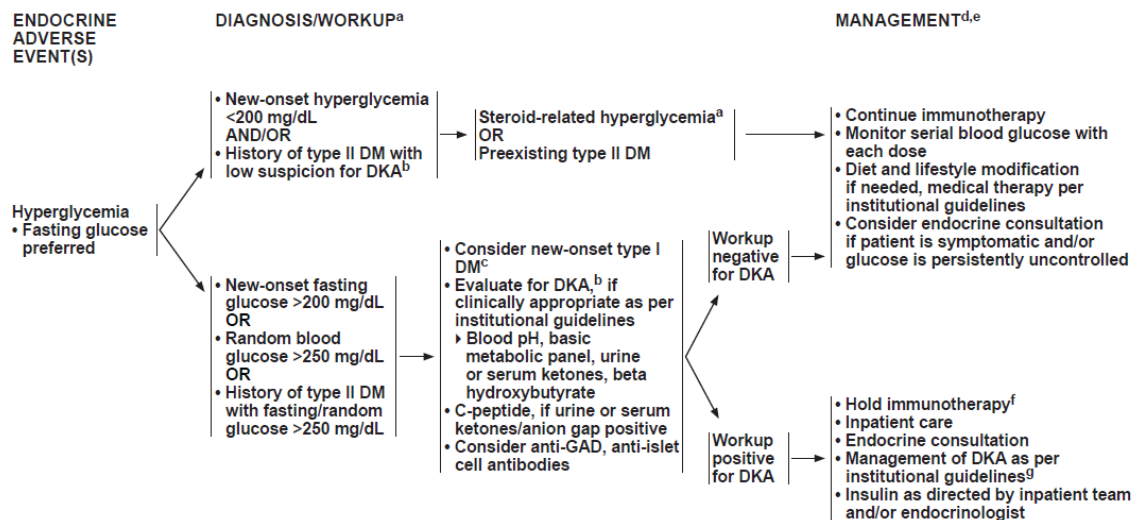 ENDOCRINE
ADVERSE
EVENT(S)
DIAGNOSIS/WORKUPᵃ
MANAGEMENTᵈ,ᵉ
Hyperglycemia
• Fasting glucose
preferred
• New-onset hyperglycemia
<200 mg/dL
AND/OR
• History of type II DM with
low suspicion for DKAᵇ
Steroid-related hyperglycemiaᵃ
OR
Preexisting type II DM
• Continue immunotherapy
• Monitor serial blood glucose with
each dose
• Diet and lifestyle modification
if needed, medical therapy per
institutional guidelines
• Consider endocrine consultation
if patient is symptomatic and/or
glucose is persistently uncontrolled
• New-onset fasting
glucose >200 mg/dL
OR
• Random blood
glucose >250 mg/dL
OR
• History of type II DM
with fasting/random
glucose >250 mg/dL
• Consider new-onset type I
DMᶜ
• Evaluate for DKA,ᵇ if
clinically appropriate as per
institutional guidelines
▸ Blood pH, basic
metabolic panel, urine
or serum ketones, beta
hydroxybutyrate
• C-peptide, if urine or serum
ketones/anion gap positive
• Consider anti-GAD, anti-islet
cell antibodies
Workup
negative
for DKA
Workup
positive
for DKA
• Hold immunotherapyᶠ
• Inpatient care
• Endocrine consultation
• Management of DKA as per
institutional guidelinesᵍ
• Insulin as directed by inpatient team
and/or endocrinologist